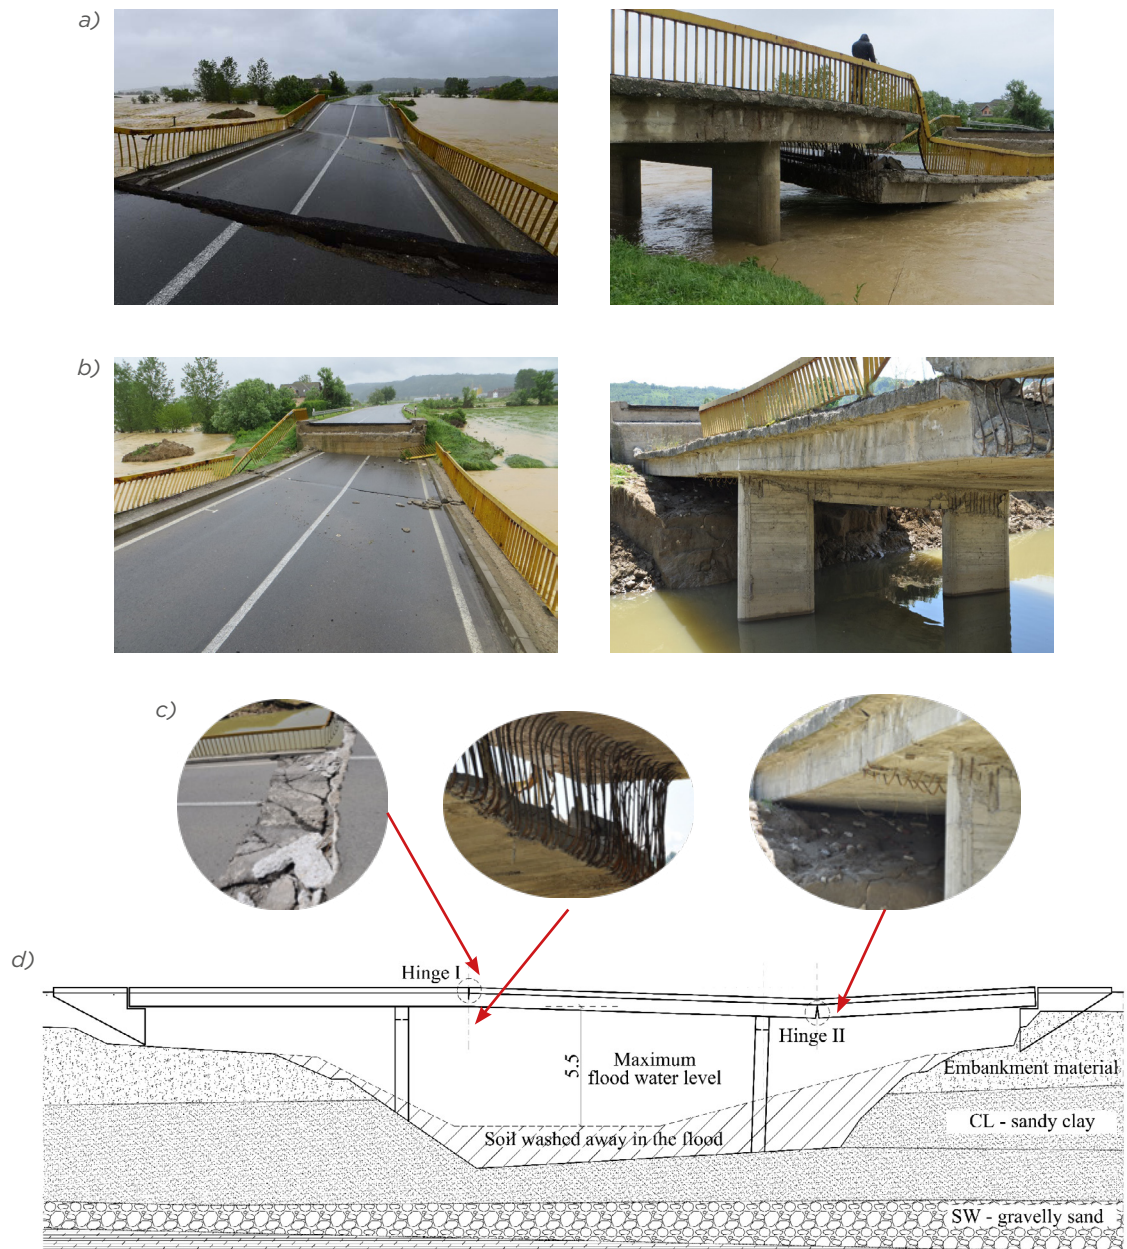 a)
b)
c)
d)
Hinge I
Hinge II
5.5
Maximum
flood water level
Embankment material
CL - sandy clay
Soil washed away in the flood
SW - gravelly sand